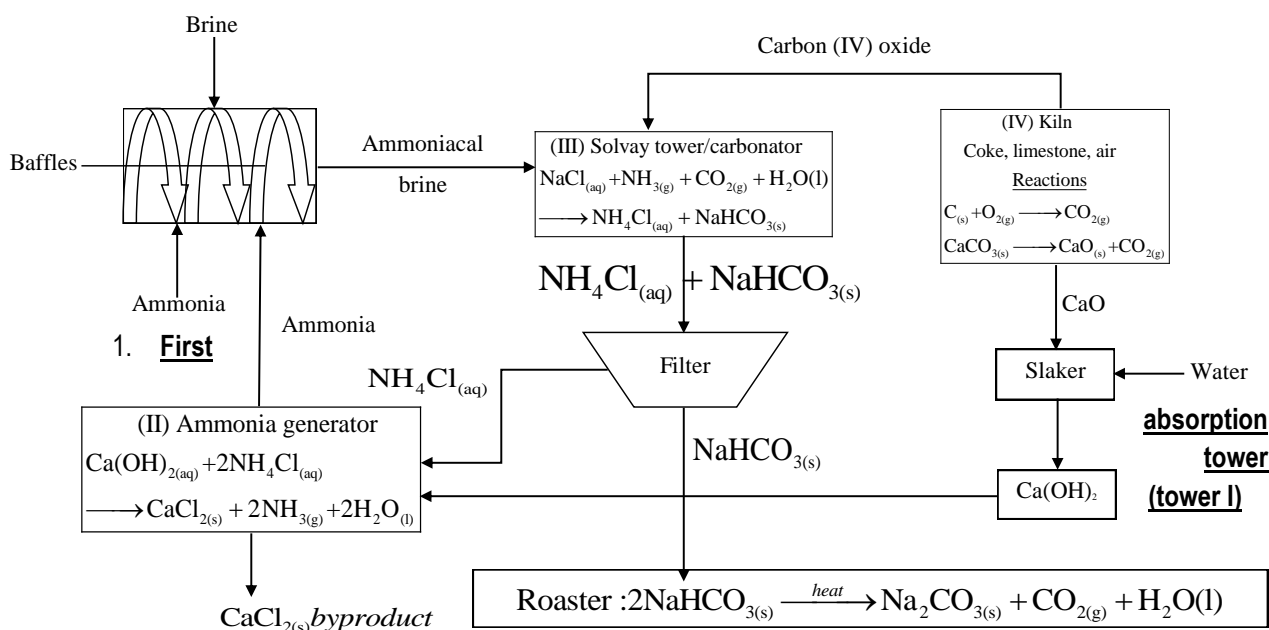 Brine
Carbon (IV) oxide
Baffles
Ammoniacal
brine
(III) Solvay tower/carbonator
NaCl(aq)+NH3(g)+CO2(g)+H2O(l)
⟶NH4Cl(aq)+NaHCO3(s)
(IV) Kiln
Coke, limestone, air
Reactions
C(s)+O2(g)⟶CO2(g)
CaCO3(s)⟶CaO(s)+CO2(g)
NH4Cl(aq)+NaHCO3(s)
Ammonia
Ammonia
1. First
CaO
Filter
NH4Cl(aq)
Slaker
Water
absorption
tower
(tower I)
(II) Ammonia generator
Ca(OH)2(aq)+2NH4Cl(aq)
⟶CaCl2(s)+2NH3(g)+2H2O(l)
NaHCO3(s)
Ca(OH)2
Roaster :2NaHCO3(s) heat⟶Na2CO3(s)+CO2(g)+H2O(l)
CaCl2(s)byproduct